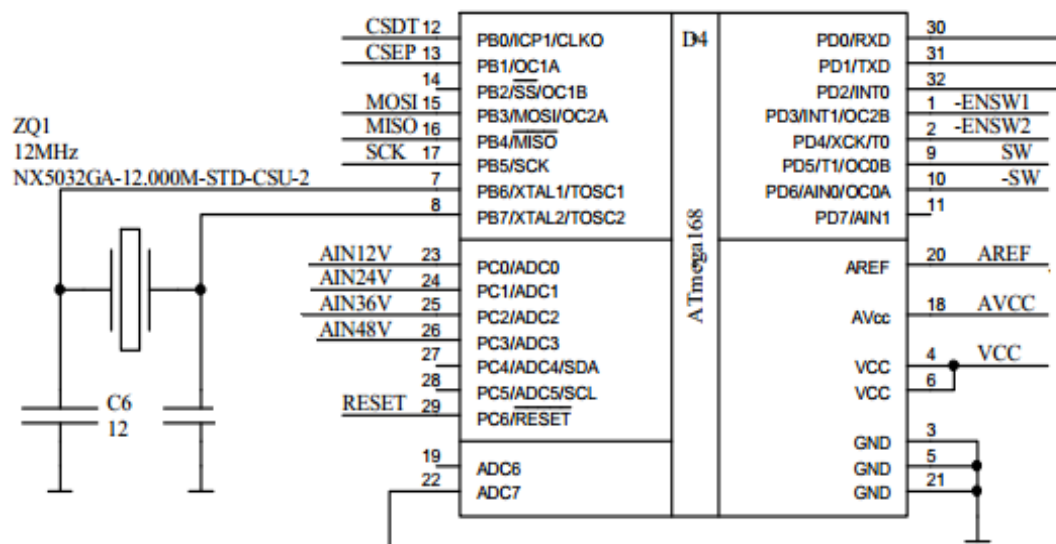 CSDT 12 PB0/ICP1/CLKO D4 PD0/RXD 30
CSEP 13 PB1/OC1A PD1/TXD 31
14 PB2/SS/OC1B PD2/INT0 32
MOSI 15 PB3/MOSI/OC2A PD3/INT1/OC2B 1 -ENSW1
ZQ1 MISO 16 PB4/MISO PD4/XCK/T0 2 -ENSW2
12MHz SCK 17 PB5/SCK PD5/T1/OC0B 9 SW
NX5032GA-12.000M-STD-CSU-2 7 PB6/XTAL1/TOSC1 PD6/AIN0/OC0A 10 -SW
8 PB7/XTAL2/TOSC2 PD7/AIN1 11
AIN12V 23 PC0/ADC0 ATmega168 AREF 20 AREF
AIN24V 24 PC1/ADC1
AIN36V 25 PC2/ADC2 AVcc 18 AVCC
AIN48V 26 PC3/ADC3
27 PC4/ADC4/SDA VCC 4 VCC
28 PC5/ADC5/SCL VCC 6
C6 RESET 29 PC6/RESET
12 GND 3
19 ADC6 GND 5
22 ADC7 GND 21